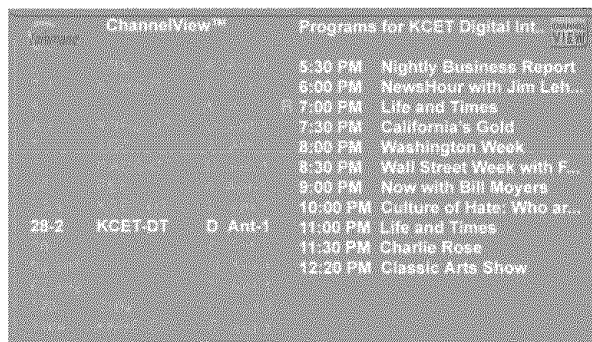 ChannelView™
Programs for KCET Digital Int...
CHANNEL
VIEW
5:30 PM Nightly Business Report
6:00 PM NewsHour with Jim Leh...
7:00 PM Life and Times
7:30 PM California's Gold
8:00 PM Washington Week
8:30 PM Wall Street Week with F...
9:00 PM Now with Bill Moyers
10:00 PM Culture of Hate: Who ar...
28-2 KCET-DT D Ant-1 11:00 PM Life and Times
11:30 PM Charlie Rose
12:20 PM Classic Arts Show